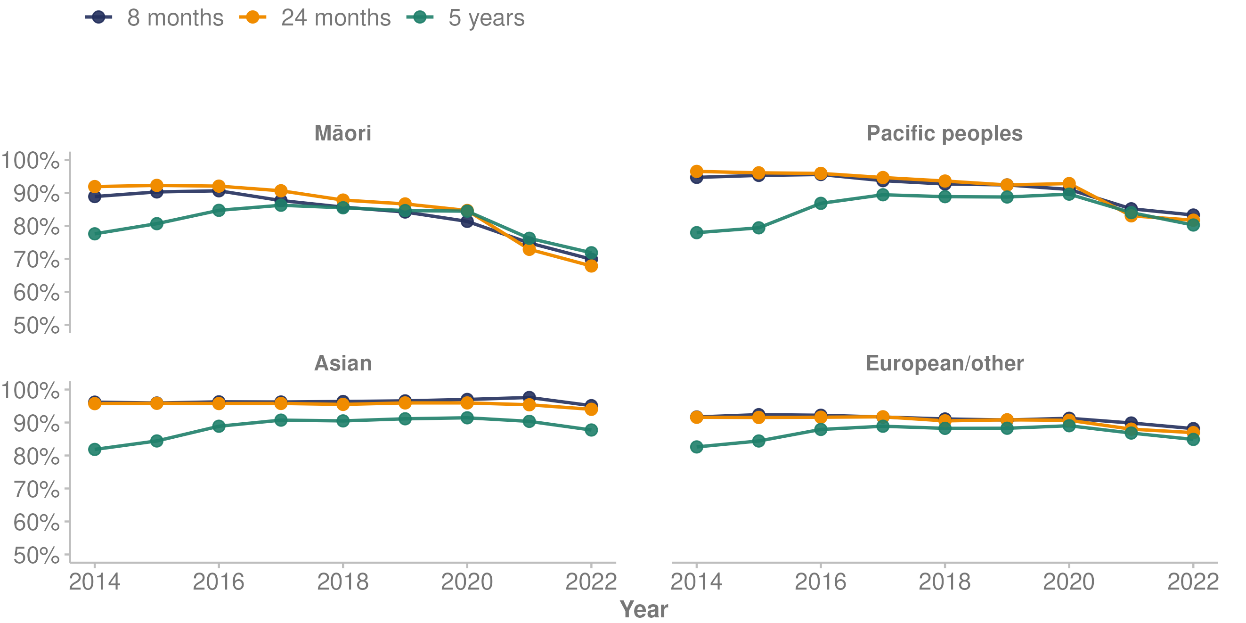 8 months 24 months 5 years
Māori Pacific peoples
100%
90%
80%
70%
60%
50%
Asian European/other
100%
90%
80%
70%
60%
50%
2014 2016 2018 2020 2022 2014 2016 2018 2020 2022
Year